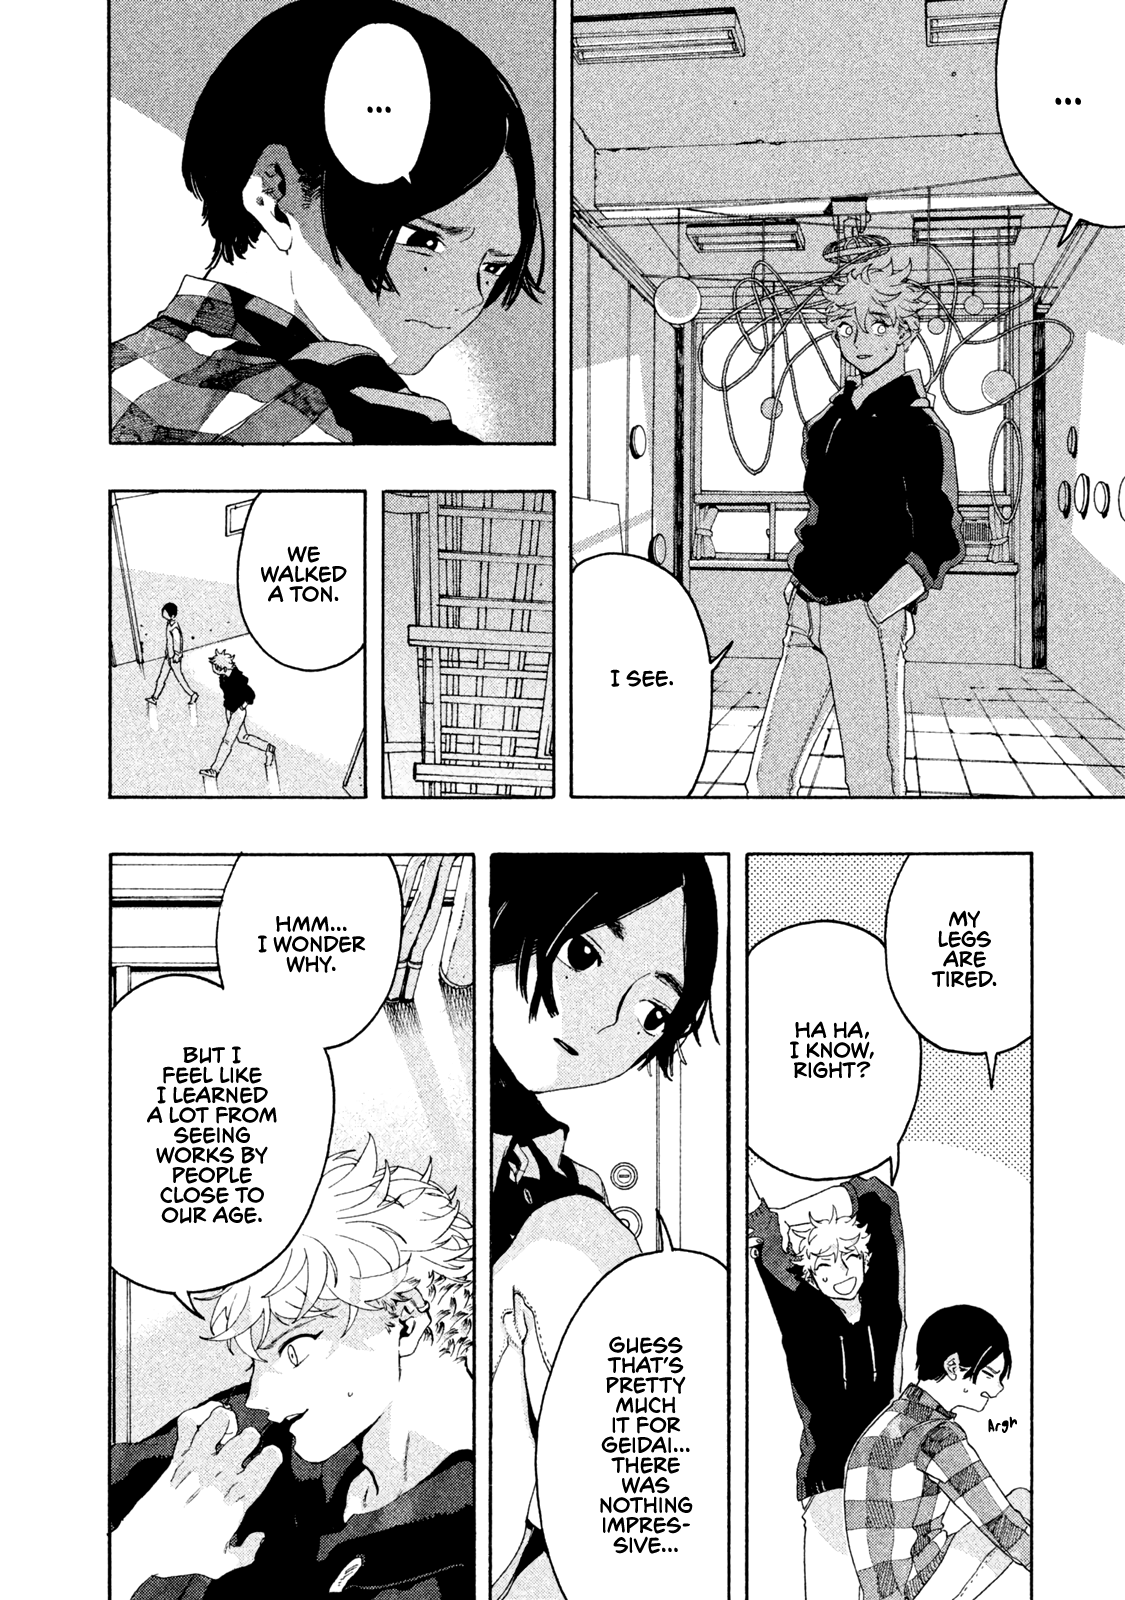 ...
I SEE.
...
WE
WALKED
A TON.
MY
LEGS
ARE
TIRED.
HA HA,
I KNOW,
RIGHT?
Argh
GUESS
THAT'S
PRETTY
MUCH
IT FOR
GEIDAI...
THERE
WAS
NOTHING
IMPRES-
SIVE...
HMM...
I WONDER
WHY.
BUT I
FEEL LIKE
I LEARNED
A LOT FROM
SEEING
WORKS BY
PEOPLE
CLOSE TO
OUR AGE.